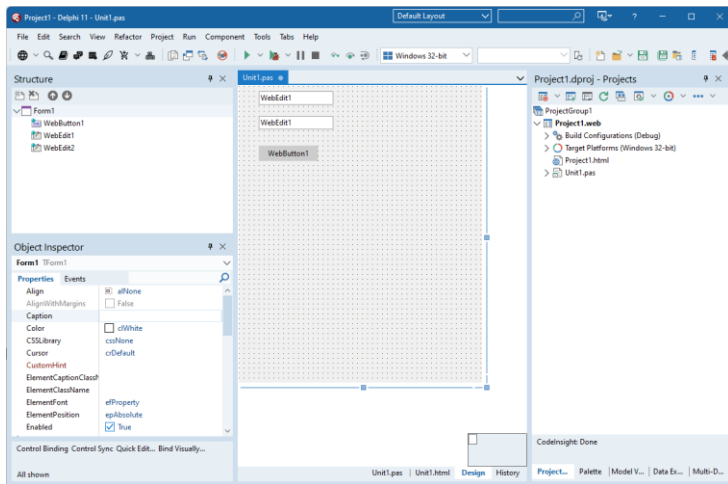 Project1 - Delphi 11 - Unit1.pas
Default Layout
?
File Edit Search View Refactor Project Run Component Tools Tabs Help
Windows 32-bit
Structure
Form1
WebButton1
WebEdit1
WebEdit2
Object Inspector
Form1 TForm1
Properties Events
Align alNone
AlignWithMargins False
Caption
Color clWhite
CSSLibrary cssNone
Cursor crDefault
CustomHint
ElementCaptionClassN
ElementClassName
ElementFont efProperty
ElementPosition epAbsolute
Enabled True
Control Binding Control Sync Quick Edit... Bind Visually...
All shown
Unit1.pas
WebEdit1
WebEdit1
WebButton1
Unit1.pas Unit1.html Design History
Project1.dproj - Projects
ProjectGroup1
Project1.web
Build Configurations (Debug)
Target Platforms (Windows 32-bit)
Project1.html
Unit1.pas
CodeInsight: Done
Project... Palette Model V... Data Ex... Multi-D...